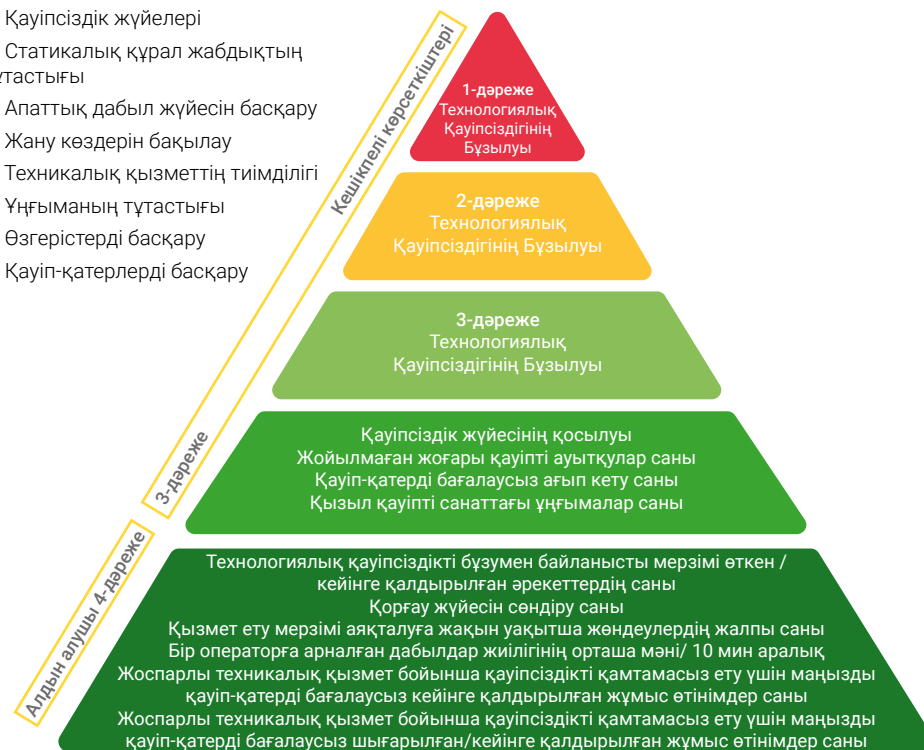 Қауіпсіздік жүйелері
Статикалық құрал жабдықтың
Апаттық дабыл жүйесін басқару
Жану көздерін бақылау
Техникалық қызметтің тиімділігі
Ұңғыманың тұтастығы
Өзгерістерді басқару
Қауіп-қатерлерді басқару
Кешікпелі көрсеткіштері
3-дәреже
Алдын алушы 4-дәреже
1-дәреже
Технологиялық
Қауіпсіздігінің
Бұзылуы
2-дәреже
Технологиялық
Қауіпсіздігінің Бұзылуы
3-дәреже
Технологиялық
Қауіпсіздігінің Бұзылуы
Қауіпсіздік жүйесінің қосылуы
Жойылмаған жоғары қауіпті ауытқулар саны
Қауіп-қатерді бағалаусыз ағып кету саны
Қызыл қауіпті санаттағы ұңғымалар саны
Технологиялық қауіпсіздікті бұзумен байланысты мерзімі өткен /
кейінге қалдырылған әрекеттердің саны
Қорғау жүйесін сөндіру саны
Қызмет ету мерзімі аяқталуға жақын уақытша жөндеулердің жалпы саны
Бір операторға арналған дабылдар жиілігінің орташа мәні/ 10 мин аралық
Жоспарлы техникалық қызмет бойынша қауіпсіздікті қамтамасыз ету үшін маңызды
қауіп-қатерді бағалаусыз кейінге қалдырылған жұмыс өтінімдер саны
Жоспарлы техникалық қызмет бойынша қауіпсіздікті қамтамасыз ету үшін маңызды
қауіп-қатерді бағалаусыз шығарылған/кейінге қалдырылған жұмыс өтінімдер саны